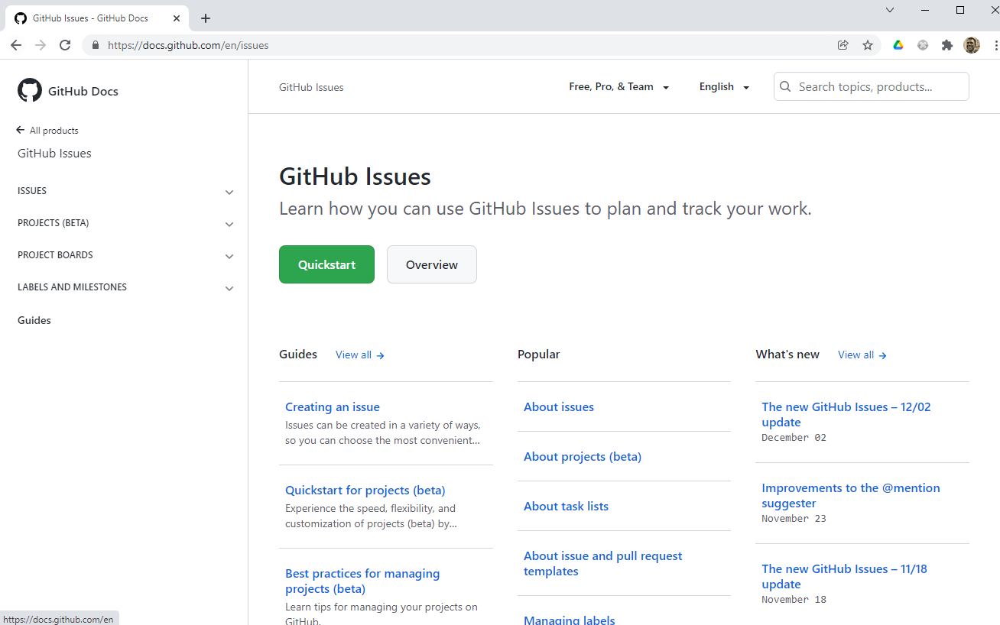 GitHub Issues - GitHub Docs
https://docs.github.com/en/issues
GitHub Docs
All products
GitHub Issues
ISSUES
PROJECTS (BETA)
PROJECT BOARDS
LABELS AND MILESTONES
Guides
GitHub Issues
Free, Pro, & Team
English
Search topics, products...
GitHub Issues
Learn how you can use GitHub Issues to plan and track your work.
Quickstart
Overview
Guides
View all
Creating an issue
Issues can be created in a variety of ways,
so you can choose the most convenient...
Quickstart for projects (beta)
Experience the speed, flexibility, and
customization of projects (beta) by...
Best practices for managing
projects (beta)
Learn tips for managing your projects on
GitHub.
Popular
About issues
About projects (beta)
About task lists
About issue and pull request
templates
Managing labels
What's new
View all
The new GitHub Issues – 12/02
update
December 02
Improvements to the @mention
suggester
November 23
The new GitHub Issues – 11/18
update
November 18
https://docs.github.com/en